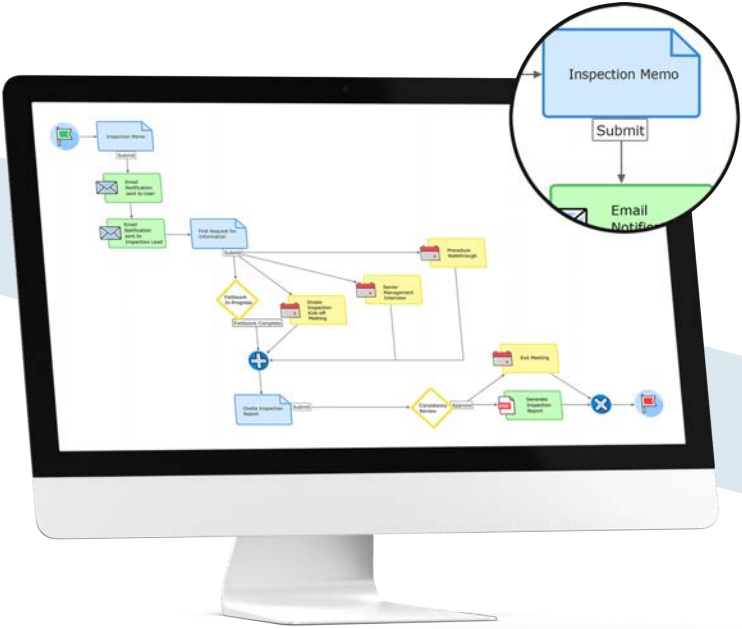 Inspection Memo
Submit
Email
Notification
sent to User
Email
Notification
sent to
Inspection Lead
First Request for
Information
Submit
Procedure
Walkthrough
Senior
Management
Interview
Onsite
Inspection
Kick-off
Meeting
Fieldwork
In-Progress
Fieldwork Complete
Onsite Inspection
Report
Submit
Consistency
Review
Approve
Exit Meeting
Generate
Inspection
Report
PDF
Inspection Memo
Submit
Email